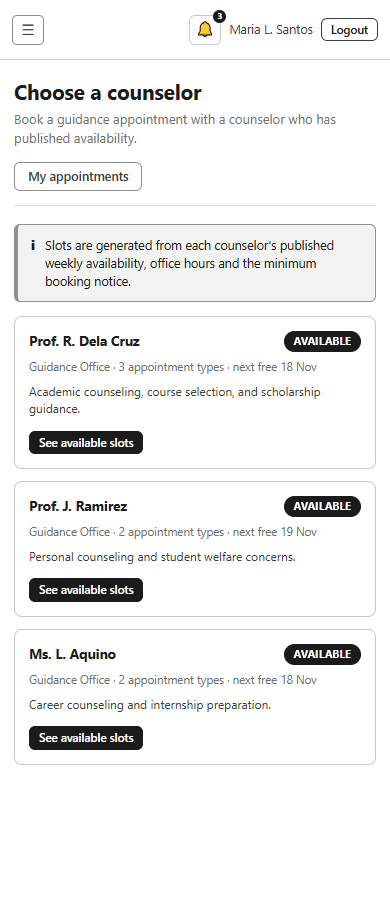 ☰
3
Maria L. Santos
Logout
Choose a counselor
Book a guidance appointment with a counselor who has
published availability.
My appointments
i Slots are generated from each counselor's published
weekly availability, office hours and the minimum
booking notice.
Prof. R. Dela Cruz
AVAILABLE
Guidance Office · 3 appointment types · next free 18 Nov
Academic counseling, course selection, and scholarship
guidance.
See available slots
Prof. J. Ramirez
AVAILABLE
Guidance Office · 2 appointment types · next free 19 Nov
Personal counseling and student welfare concerns.
See available slots
Ms. L. Aquino
AVAILABLE
Guidance Office · 2 appointment types · next free 18 Nov
Career counseling and internship preparation.
See available slots